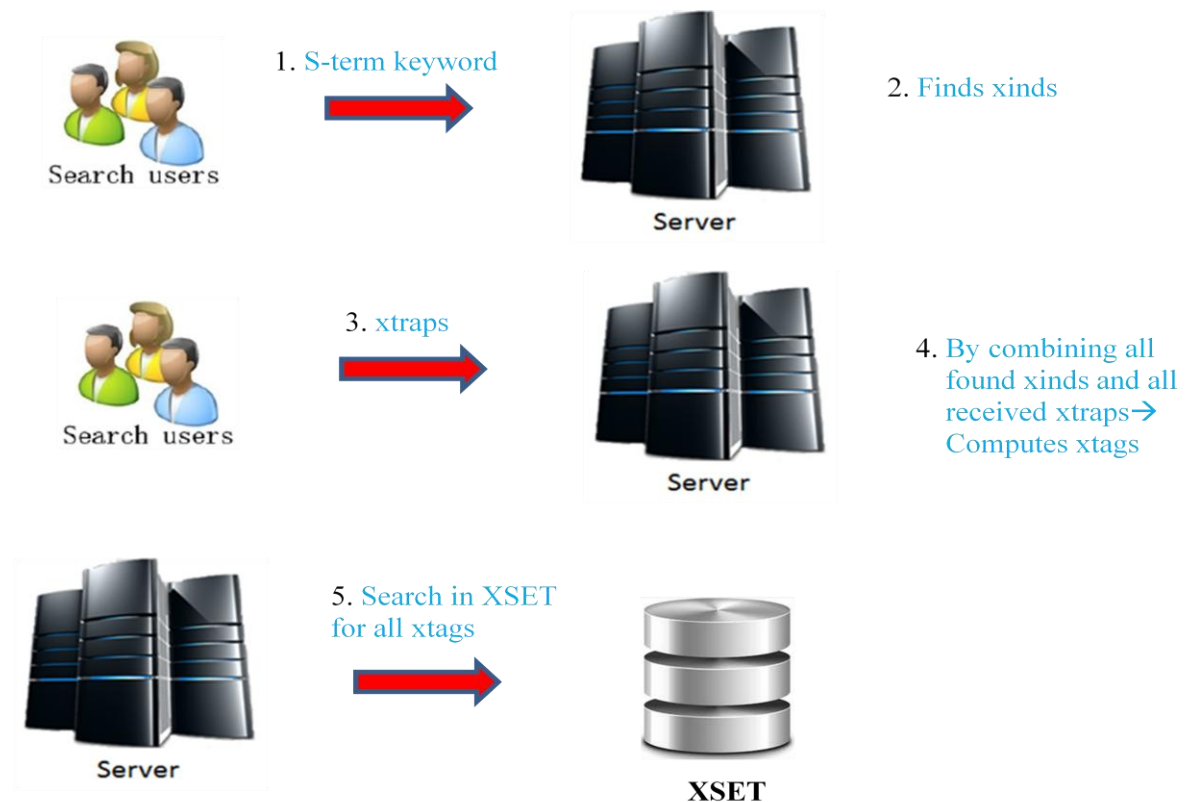 1. S-term keyword
2. Finds xinds
Search users
Server
3. xtraps
4. By combining all
found xinds and all
received xtraps→
Computes xtags
Search users
Server
5. Search in XSET
for all xtags
Server
XSET